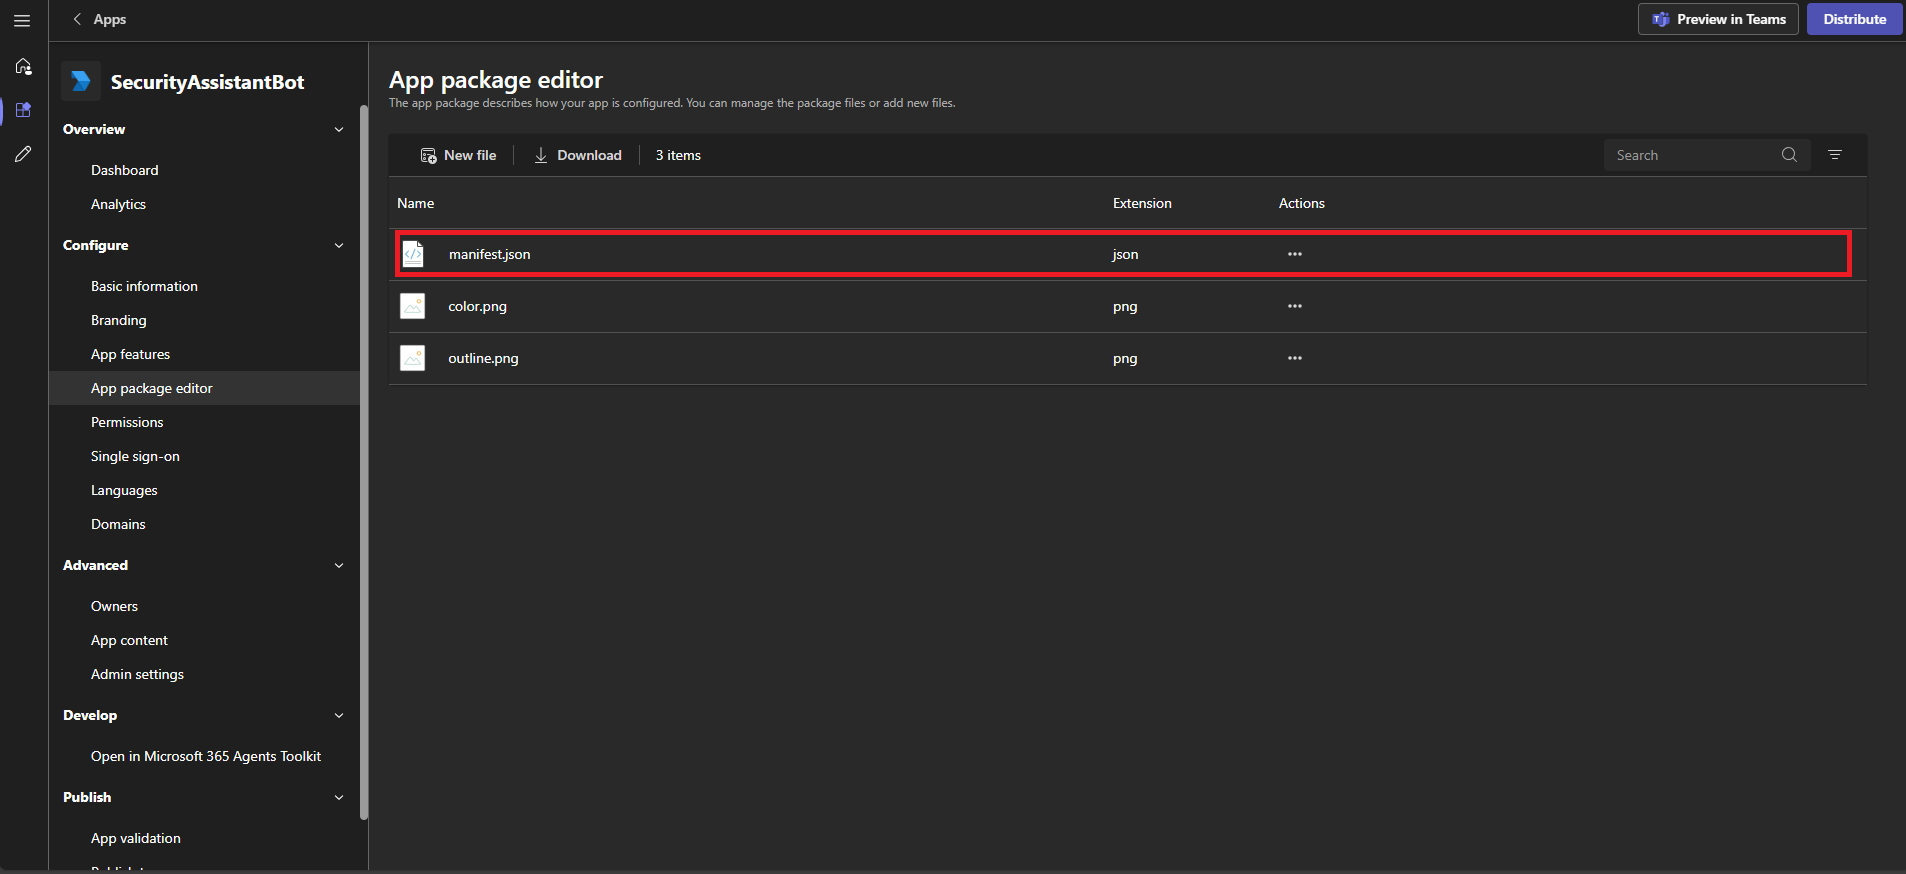 Apps
Preview in Teams
Distribute
SecurityAssistantBot
Overview
Dashboard
Analytics
Configure
Basic information
Branding
App features
App package editor
Permissions
Single sign-on
Languages
Domains
Advanced
Owners
App content
Admin settings
Develop
Open in Microsoft 365 Agents Toolkit
Publish
App validation
App package editor
The app package describes how your app is configured. You can manage the package files or add new files.
New file
Download
3 items
Search
Name Extension Actions
manifest.json json
color.png png
outline.png png